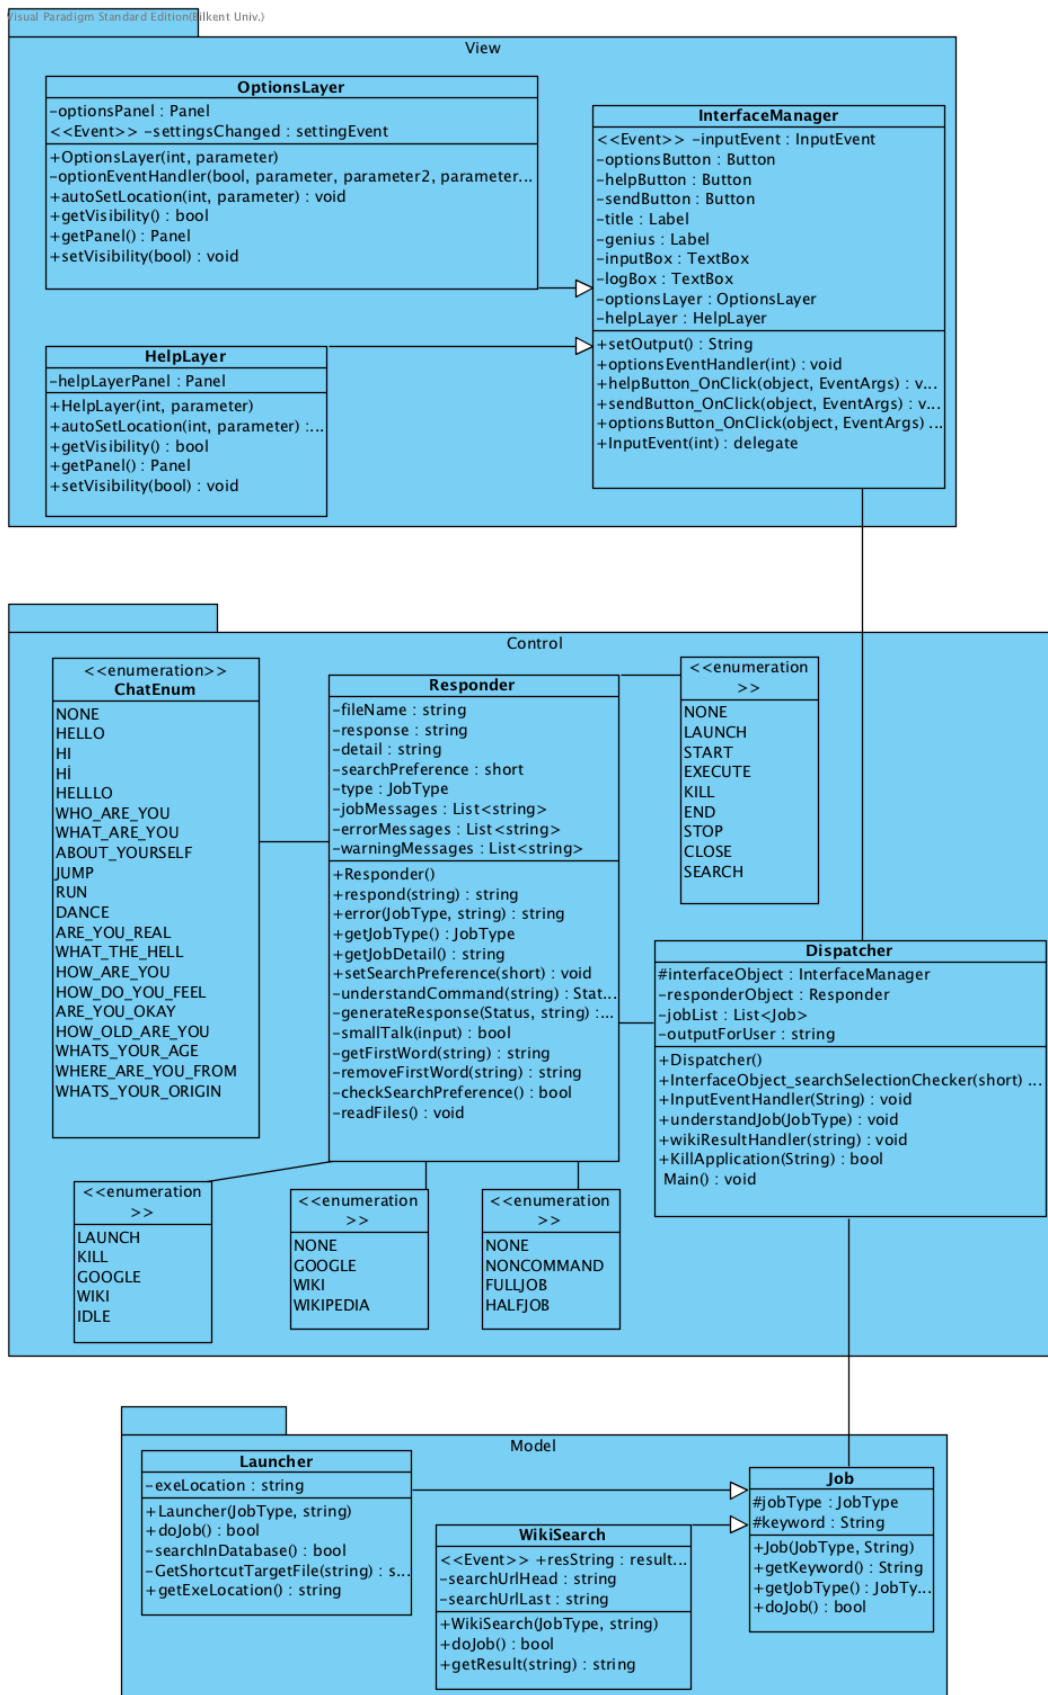 Visual Paradigm Standard Edition(Bilkent Univ.)
View
OptionsLayer
-optionsPanel : Panel
<<Event>> -settingsChanged : settingEvent
+OptionsLayer(int, parameter)
-optionEventHandler(bool, parameter, parameter2, parameter...
+autoSetLocation(int, parameter) : void
+getVisibility() : bool
+getPanel() : Panel
+setVisibility(bool) : void
InterfaceManager
<<Event>> -inputEvent : InputEvent
-optionsButton : Button
-helpButton : Button
-sendButton : Button
-title : Label
-genius : Label
-inputBox : TextBox
-logBox : TextBox
-optionsLayer : OptionsLayer
-helpLayer : HelpLayer
+setOutput() : String
+optionsEventHandler(int) : void
+helpButton_OnClick(object, EventArgs) : v...
+sendButton_OnClick(object, EventArgs) : v...
+optionsButton_OnClick(object, EventArgs) ...
+InputEvent(int) : delegate
HelpLayer
-helpLayerPanel : Panel
+HelpLayer(int, parameter)
+autoSetLocation(int, parameter) :...
+getVisibility() : bool
+getPanel() : Panel
+setVisibility(bool) : void
Control
<<enumeration>>
ChatEnum
NONE
HELLO
HI
Hİ
HELLLO
WHO_ARE_YOU
WHAT_ARE_YOU
ABOUT_YOURSELF
JUMP
RUN
DANCE
ARE_YOU_REAL
WHAT_THE_HELL
HOW_ARE_YOU
HOW_DO_YOU_FEEL
ARE_YOU_OKAY
HOW_OLD_ARE_YOU
WHATS_YOUR_AGE
WHERE_ARE_YOU_FROM
WHATS_YOUR_ORIGIN
Responder
-fileName : string
-response : string
-detail : string
-searchPreference : short
-type : JobType
-jobMessages : List<string>
-errorMessages : List<string>
-warningMessages : List<string>
+Responder()
+respond(string) : string
+error(JobType, string) : string
+getJobType() : JobType
+getJobDetail() : string
+setSearchPreference(short) : void
-understandCommand(string) : Stat...
-generateResponse(Status, string) :...
-smallTalk(input) : bool
-getFirstWord(string) : string
-removeFirstWord(string) : string
-checkSearchPreference() : bool
-readFiles() : void
<<enumeration
>>
NONE
LAUNCH
START
EXECUTE
KILL
END
STOP
CLOSE
SEARCH
Dispatcher
#interfaceObject : InterfaceManager
-responderObject : Responder
-jobList : List<Job>
-outputForUser : string
+Dispatcher()
+InterfaceObject_searchSelectionChecker(short) ...
+InputEventHandler(String) : void
+understandJob(JobType) : void
+wikiResultHandler(string) : void
+KillApplication(String) : bool
Main() : void
<<enumeration
>>
LAUNCH
KILL
GOOGLE
WIKI
IDLE
<<enumeration
>>
NONE
GOOGLE
WIKI
WIKIPEDIA
<<enumeration
>>
NONE
NONCOMMAND
FULLJOB
HALFJOB
Model
Launcher
-exeLocation : string
+Launcher(JobType, string)
+doJob() : bool
-searchInDatabase() : bool
-GetShortcutTargetFile(string) : s...
+getExeLocation() : string
WikiSearch
<<Event>> +resString : result...
-searchUrlHead : string
-searchUrlLast : string
+WikiSearch(JobType, string)
+doJob() : bool
+getResult(string) : string
Job
#jobType : JobType
#keyword : String
+Job(JobType, String)
+getKeyword() : String
+getJobType() : JobTy...
+doJob() : bool